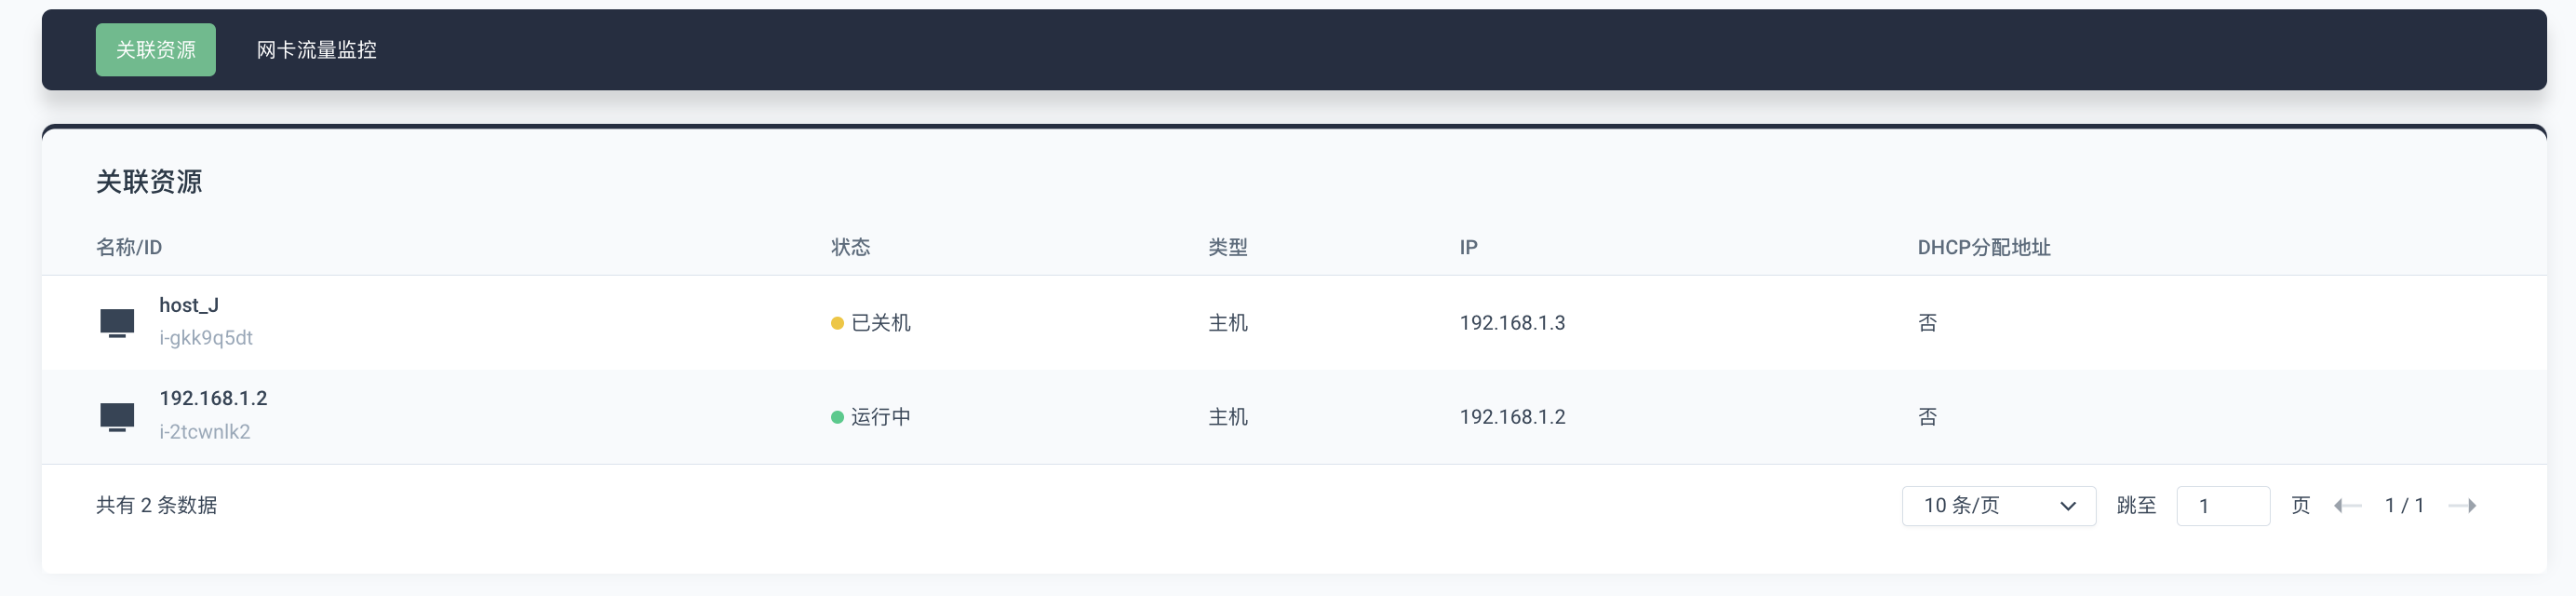 关联资源 网卡流量监控
关联资源
名称/ID 状态 类型 IP DHCP分配地址
host_J
i-gkk9q5dt
已关机 主机 192.168.1.3 否
192.168.1.2
i-2tcwnlk2
运行中 主机 192.168.1.2 否
共有 2 条数据 10 条/页 跳至 1 页 1 / 1